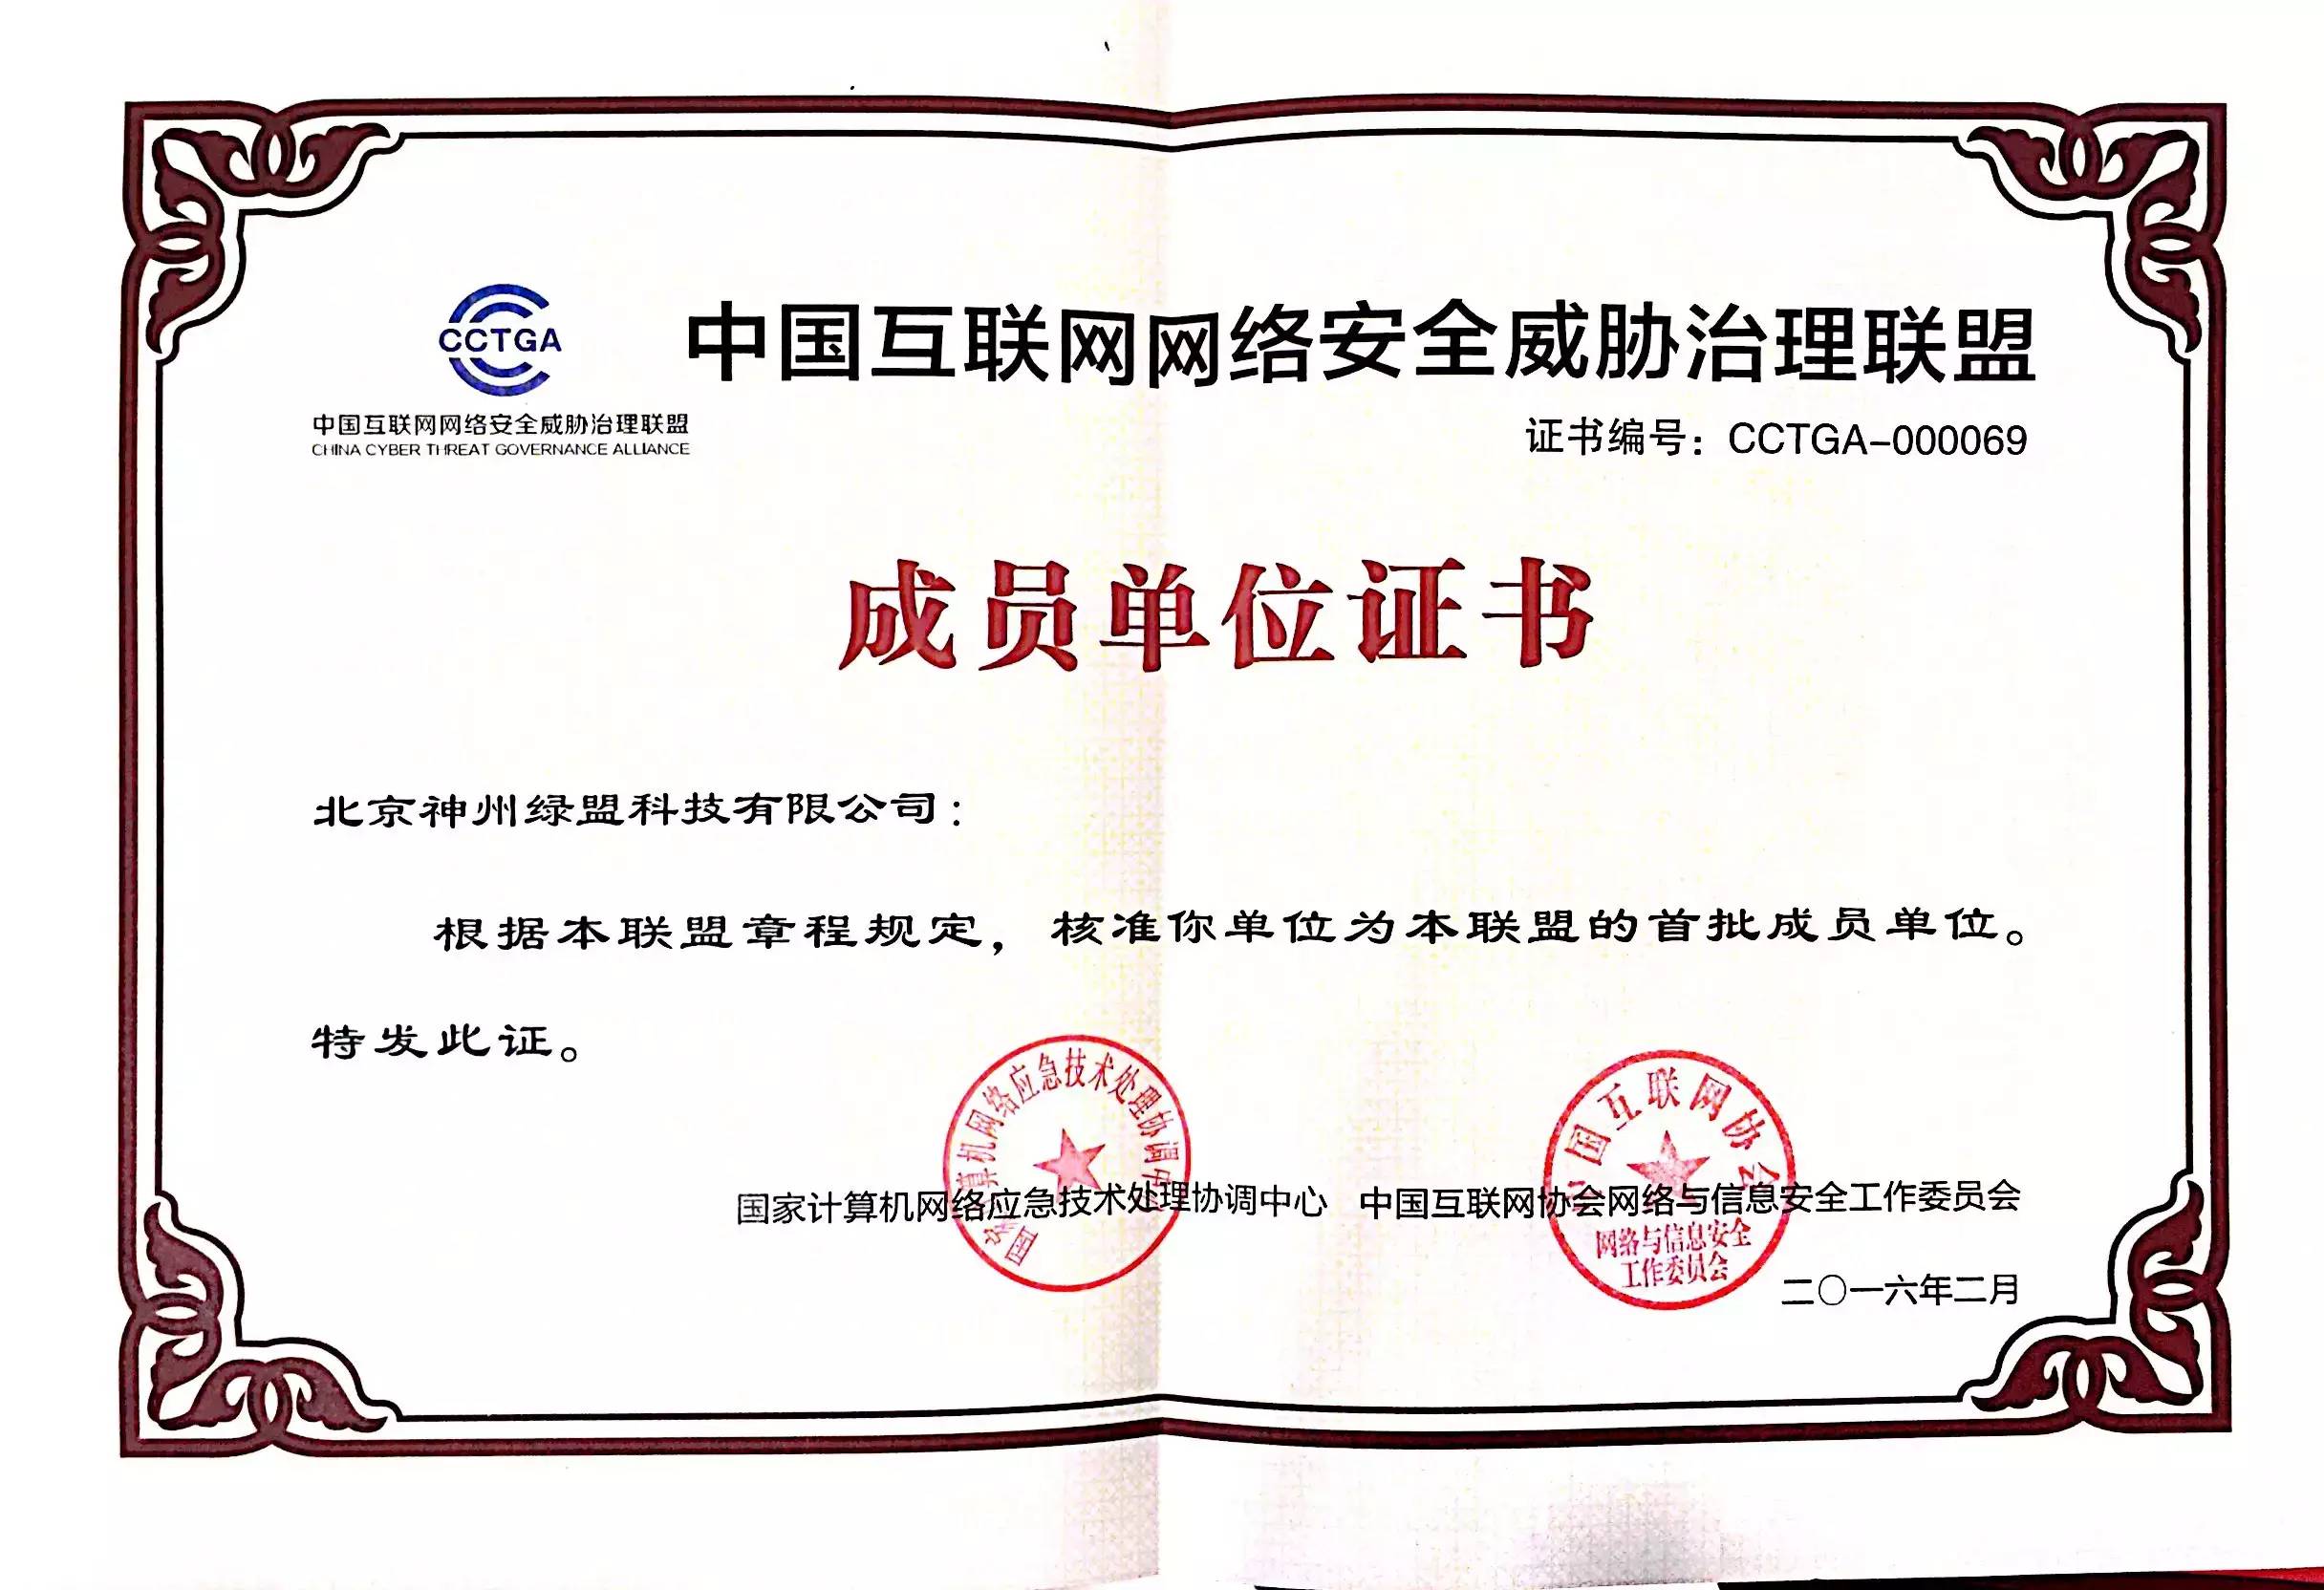 CCTGA
中国互联网网络安全威胁治理联盟
CHINA CYBER THREAT GOVERNANCE ALLIANCE
中国互联网网络安全威胁治理联盟
证书编号：CCTGA-000069
成员单位证书
北京神州绿盟科技有限公司：
根据本联盟章程规定，核准你单位为本联盟的首批成员单位。
特发此证。
国家计算机网络应急技术处理协调中心
中国互联网协会
国家计算机网络应急技术处理协调中心 中国互联网协会网络与信息安全工作委员会
网络与信息安全
工作委员会
二〇一六年二月